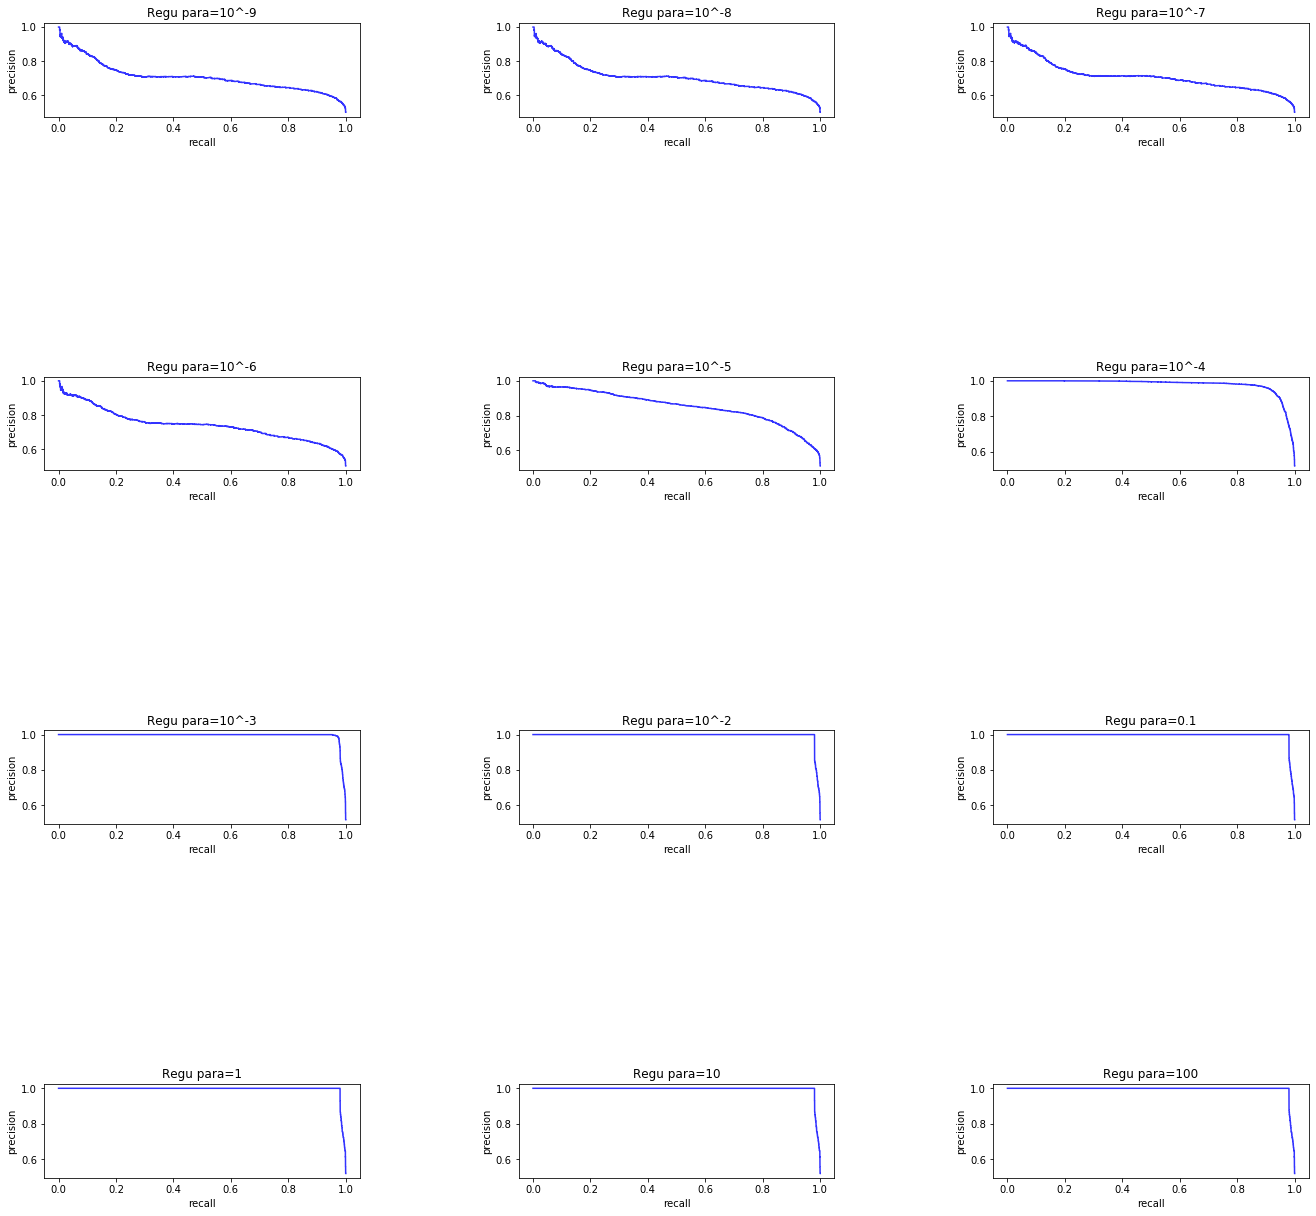 Regu para=10^-9
precision
1.0
0.8
0.6
0.0 0.2 0.4 0.6 0.8 1.0
recall
Regu para=10^-8
precision
1.0
0.8
0.6
0.0 0.2 0.4 0.6 0.8 1.0
recall
Regu para=10^-7
precision
1.0
0.8
0.6
0.0 0.2 0.4 0.6 0.8 1.0
recall
Regu para=10^-6
precision
1.0
0.8
0.6
0.0 0.2 0.4 0.6 0.8 1.0
recall
Regu para=10^-5
precision
1.0
0.8
0.6
0.0 0.2 0.4 0.6 0.8 1.0
recall
Regu para=10^-4
precision
1.0
0.8
0.6
0.0 0.2 0.4 0.6 0.8 1.0
recall
Regu para=10^-3
precision
1.0
0.8
0.6
0.0 0.2 0.4 0.6 0.8 1.0
recall
Regu para=10^-2
precision
1.0
0.8
0.6
0.0 0.2 0.4 0.6 0.8 1.0
recall
Regu para=0.1
precision
1.0
0.8
0.6
0.0 0.2 0.4 0.6 0.8 1.0
recall
Regu para=1
precision
1.0
0.8
0.6
0.0 0.2 0.4 0.6 0.8 1.0
recall
Regu para=10
precision
1.0
0.8
0.6
0.0 0.2 0.4 0.6 0.8 1.0
recall
Regu para=100
precision
1.0
0.8
0.6
0.0 0.2 0.4 0.6 0.8 1.0
recall